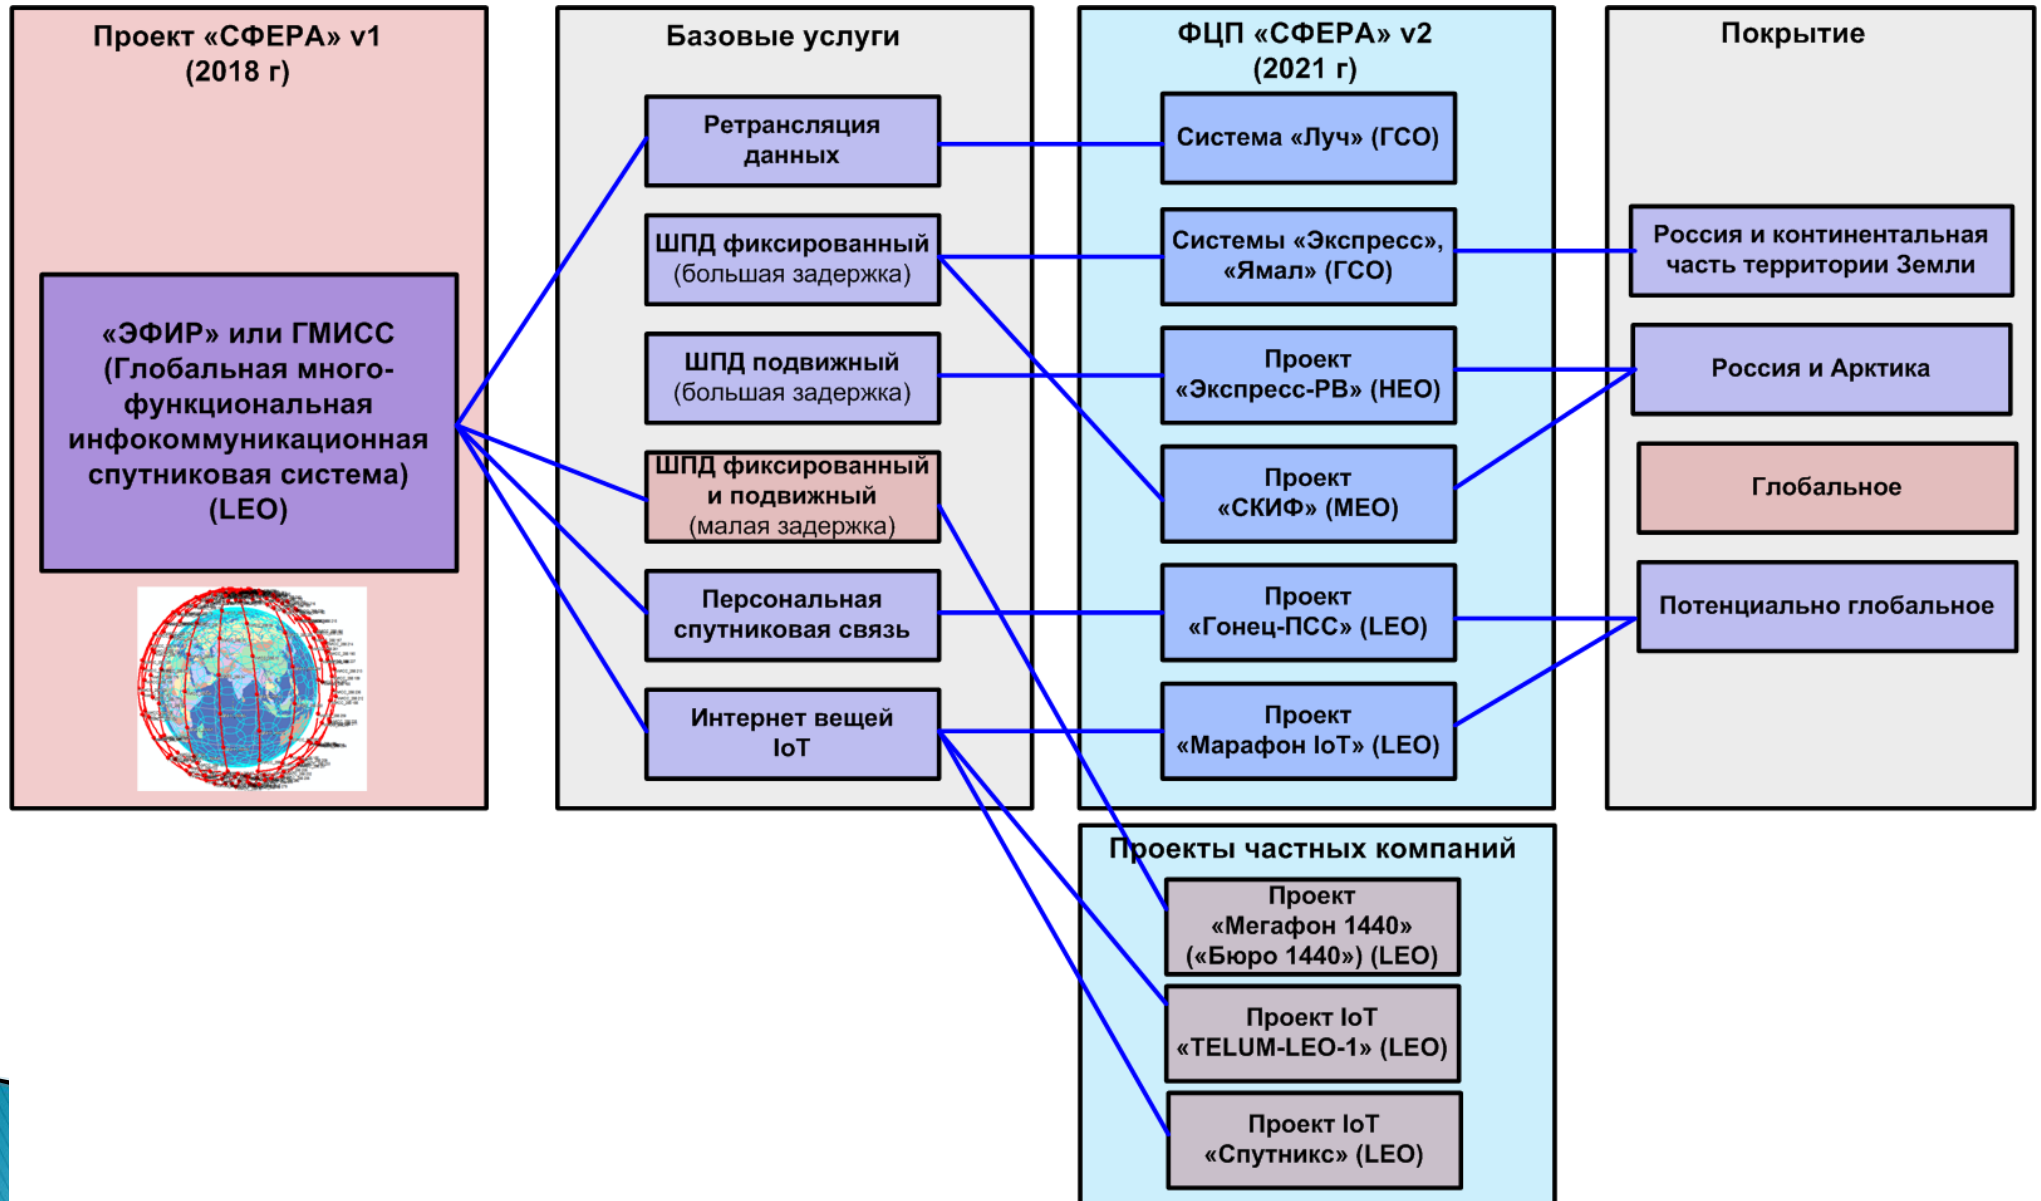 Проект «СФЕРА» v1
(2018 г)
«ЭФИР» или ГМИСС
(Глобальная много-
функциональная
инфокоммуникационная
спутниковая система)
(LEO)
Базовые услуги
Ретрансляция
данных
ШПД фиксированный
(большая задержка)
ШПД подвижный
(большая задержка)
ШПД фиксированный
и подвижный
(малая задержка)
Персональная
спутниковая связь
Интернет вещей
IoT
ФЦП «СФЕРА» v2
(2021 г)
Система «Луч» (ГСО)
Системы «Экспресс»,
«Ямал» (ГСО)
Проект
«Экспресс-РВ» (HEO)
Проект
«СКИФ» (MEO)
Проект
«Гонец-ПСС» (LEO)
Проект
«Марафон IoT» (LEO)
Проекты частных компаний
Проект
«Мегафон 1440»
(«Бюро 1440») (LEO)
Проект IoT
«TELUM-LEO-1» (LEO)
Проект IoT
«Спутникс» (LEO)
Покрытие
Россия и континентальная
часть территории Земли
Россия и Арктика
Глобальное
Потенциально глобальное